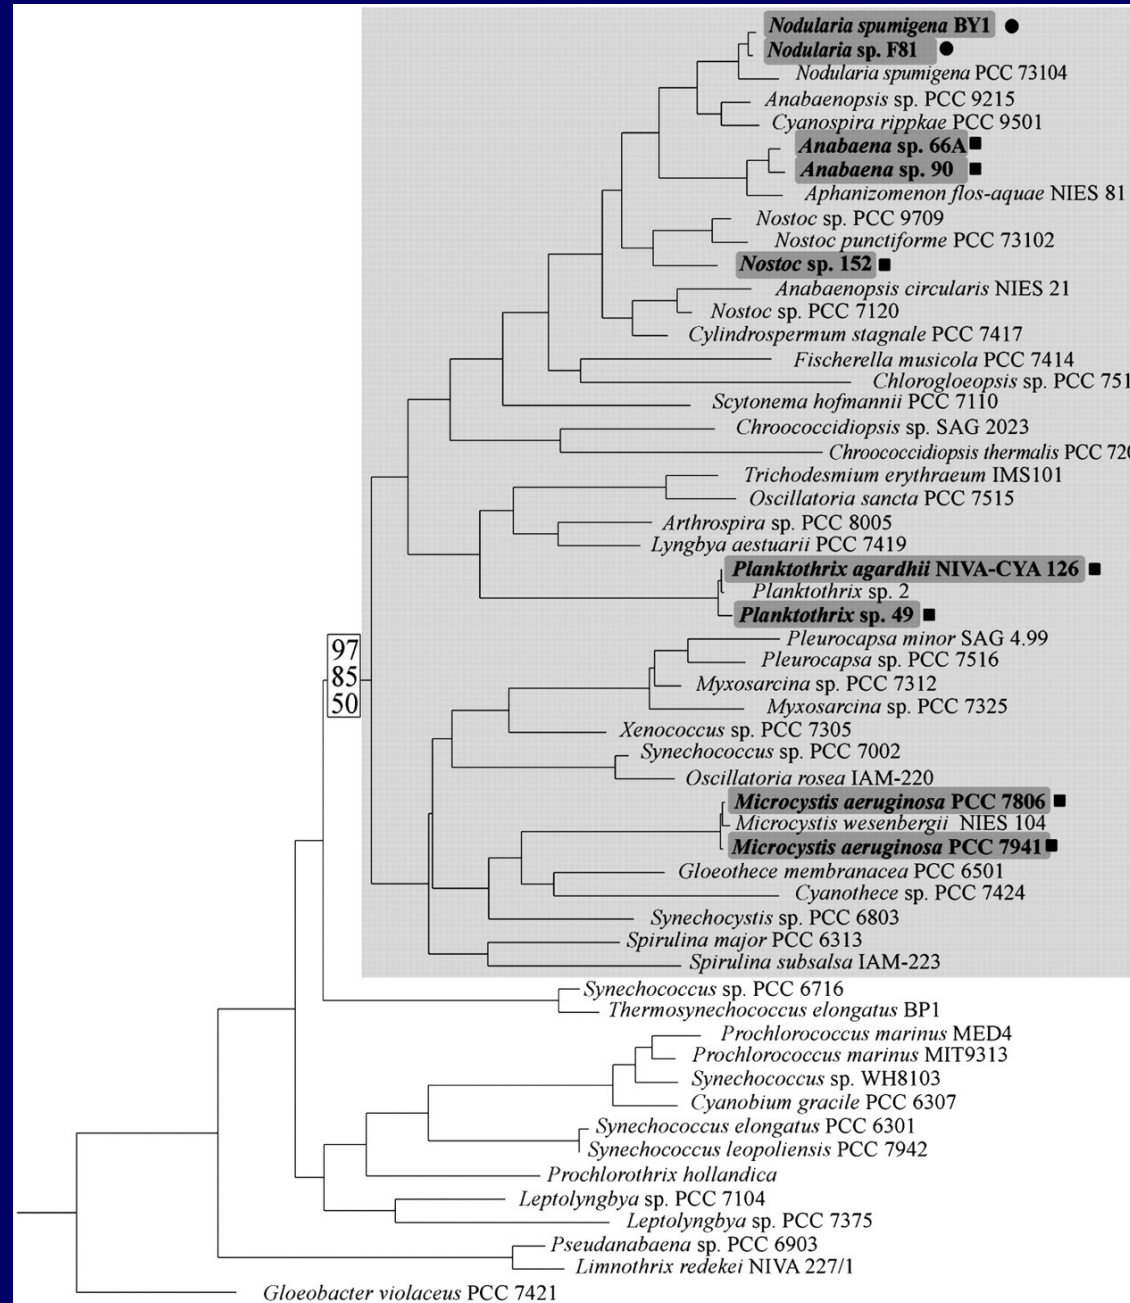 Nodularia spumigena BY1
Nodularia sp. F81
Nodularia spumigena PCC 73104
Anabaenopsis sp. PCC 9215
Cyanospira rippkae PCC 9501
Anabaena sp. 66A
Anabaena sp. 90
Aphanizomenon flos-aquae NIES 81
Nostoc sp. PCC 9709
Nostoc punctiforme PCC 73102
Nostoc sp. 152
Anabaenopsis circularis NIES 21
Nostoc sp. PCC 7120
Cylindrospermum stagnale PCC 7417
Fischerella musicola PCC 7414
Chlorogloeopsis sp. PCC 751
Scytonema hofmannii PCC 7110
Chroococcidiopsis sp. SAG 2023
Chroococcidiopsis thermalis PCC 720
Trichodesmium erythraeum IMS101
Oscillatoria sancta PCC 7515
Arthrospira sp. PCC 8005
Lyngbya aestuarii PCC 7419
Planktothrix agardhii NIVA-CYA 126
Planktothrix sp. 2
Planktothrix sp. 49
Pleurocapsa minor SAG 4.99
97
Pleurocapsa sp. PCC 7516
85
Myxosarcina sp. PCC 7312
50
Myxosarcina sp. PCC 7325
Xenococcus sp. PCC 7305
Synechococcus sp. PCC 7002
Oscillatoria rosea IAM-220
Microcystis aeruginosa PCC 7806
Microcystis wesenbergii NIES 104
Microcystis aeruginosa PCC 7941
Gloeothece membranacea PCC 6501
Cyanothece sp. PCC 7424
Synechocystis sp. PCC 6803
Spirulina major PCC 6313
Spirulina subsalsa IAM-223
Synechococcus sp. PCC 6716
Thermosynechococcus elongatus BP1
Prochlorococcus marinus MED4
Prochlorococcus marinus MIT9313
Synechococcus sp. WH8103
Cyanobium gracile PCC 6307
Synechococcus elongatus PCC 6301
Synechococcus leopoliensis PCC 7942
Prochlorothrix hollandica
Leptolyngbya sp. PCC 7104
Leptolyngbya sp. PCC 7375
Pseudanabaena sp. PCC 6903
Limnothrix redekei NIVA 227/1
Gloeobacter violaceus PCC 7421